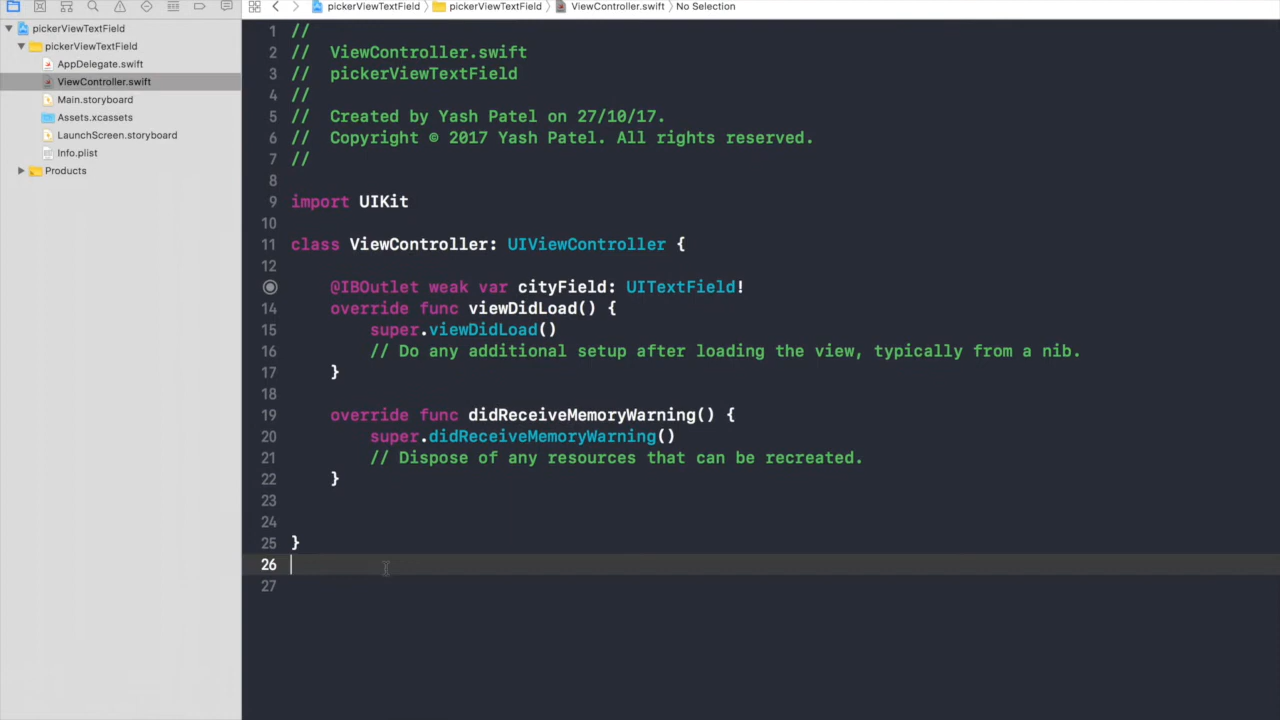 pickerViewTextField pickerViewTextField ViewController.swift No Selection
pickerViewTextField
pickerViewTextField
AppDelegate.swift
ViewController.swift
Main.storyboard
Assets.xcassets
LaunchScreen.storyboard
Info.plist
Products
1 //
2 //  ViewController.swift
3 //  pickerViewTextField
4 //
5 //  Created by Yash Patel on 27/10/17.
6 //  Copyright © 2017 Yash Patel. All rights reserved.
7 //
8
9 import UIKit
10
11 class ViewController: UIViewController {
12
@IBOutlet weak var cityField: UITextField!
14 override func viewDidLoad() {
15 super.viewDidLoad()
16 // Do any additional setup after loading the view, typically from a nib.
17 }
18
19 override func didReceiveMemoryWarning() {
20 super.didReceiveMemoryWarning()
21 // Dispose of any resources that can be recreated.
22 }
23
24
25 }
26
27